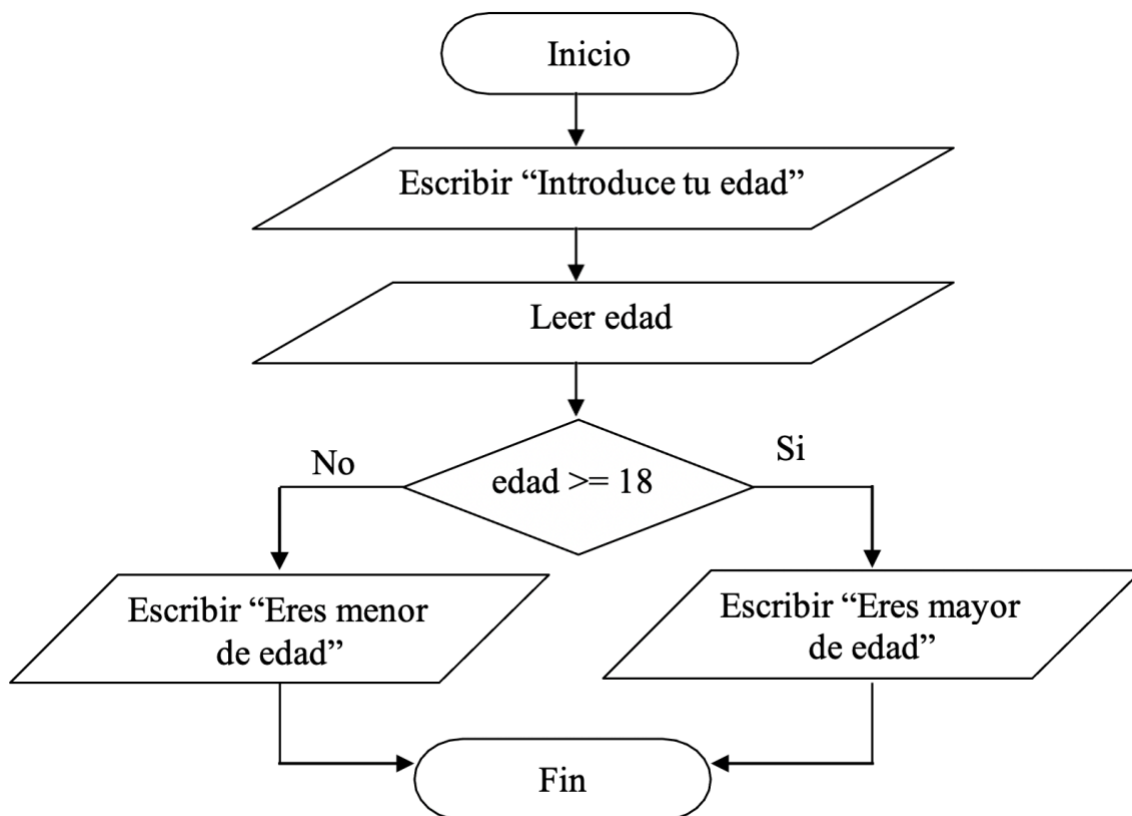 Inicio
Escribir “Introduce tu edad”
Leer edad
No
Si
edad >= 18
Escribir “Eres menor
de edad”
Escribir “Eres mayor
de edad”
Fin